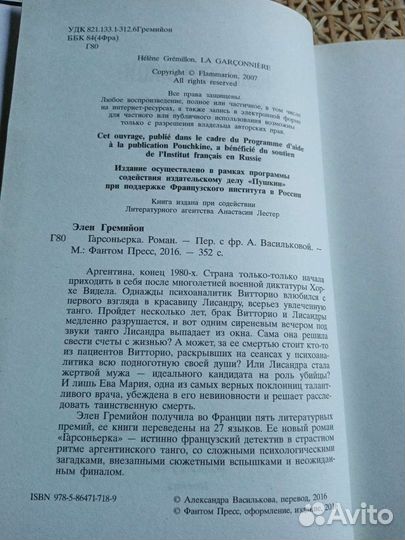 УДК 821.133.1-312.6Гремийон
ББК 84(4Фра)
Г80
Hélène Grémillon, LA GARÇONNIÈRE
Copyright © Flammarion, 2007
All rights reserved
Все права защищены.
Любое воспроизведение, полное или частичное, в том числе
на интернет-ресурсах, а также запись в электронной форме
для частного или публичного использования возможны
только с разрешения владельца авторских прав.
Cet ouvrage, publié dans le cadre du Programme d'aide
à la publication Pouchkine, a bénéficié du soutien
de l'Institut français en Russie
Издание осуществлено в рамках программы
содействия издательскому делу «Пушкин»
при поддержке Французского института в России
Книга издана при содействии
Литературного агентства Анастасии Лестер
Элен Гремийон
Г80 Гарсоньерка. Роман. — Пер. с фр. А. Васильковой. —
М.: Фантом Пресс, 2016. — 352 с.
Аргентина, конец 1980-х. Страна только-только начала
приходить в себя после многолетней военной диктатуры Хор-
хе Видела. Однажды психоаналитик Витторио влюбился с
первого взгляда в красавицу Лисандру, всерьез увлеченную
танго. Пройдет несколько лет, брак Витторио и Лисандры
медленно разрушается, и вот одним сиреневым вечером под
звуки танго Лисандра выпадает из окна. Сама она решила
свести счеты с жизнью? А может, за ее смертью стоит кто-то
из пациентов Витторио, раскрывших на сеансах у психоана-
литика всю подноготную своей души? Или Лисандра стала
жертвой мужа — идеального кандидата на роль убийцы?
И лишь Ева Мария, одна из самых верных поклонниц талант-
ливого врача, убеждена в его невиновности и решает рассле-
довать таинственную смерть.
Элен Гремийон получила во Франции пять литературных
премий, ее книги переведены на 27 языков. Ее новый роман
«Гарсоньерка» — истинно французский детектив в страстном
ритме аргентинского танго, со сложными психологическими
загадками, внезапными сюжетными вспышками и неожидан-
ным финалом.
ISBN 978-5-86471-718-9
© Александра Василькова, перевод, 2016
© Фантом Пресс, оформление, издание, 201
Avito